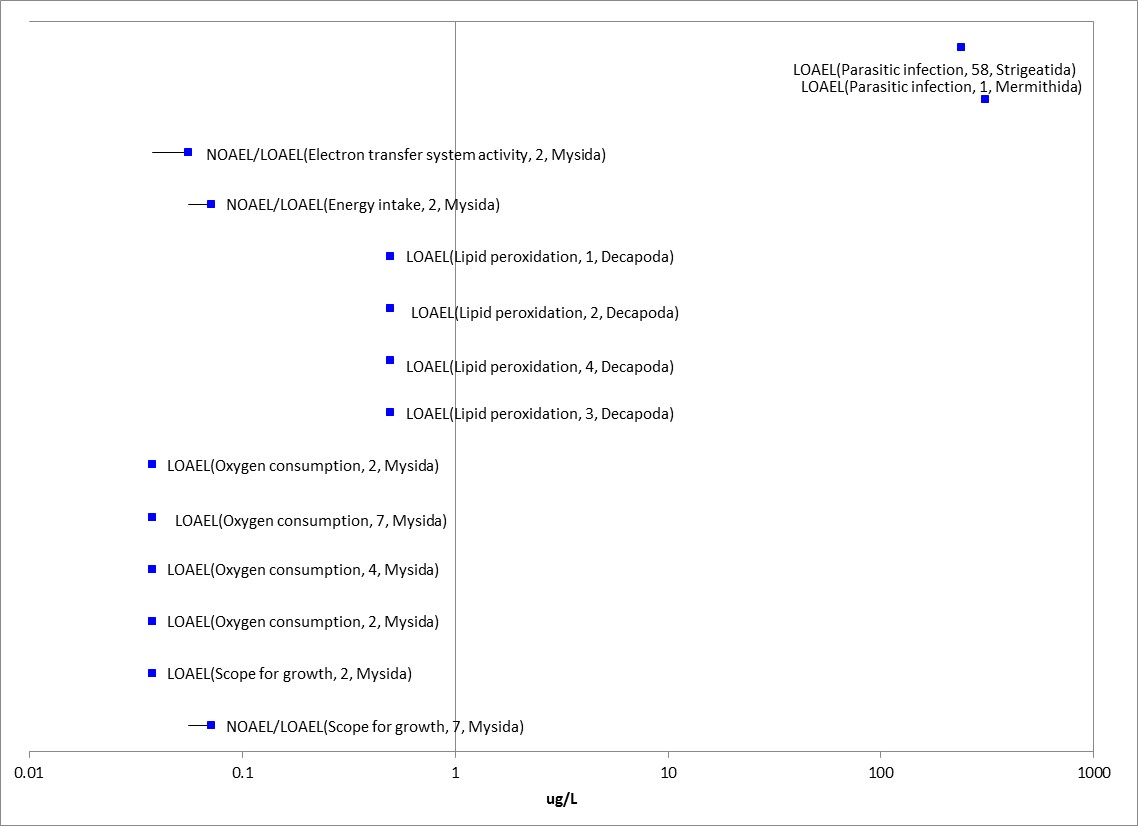 LOAEL(Parasitic infection, 58, Strigeatida)
LOAEL(Parasitic infection, 1, Mermithida)
NOAEL/LOAEL(Electron transfer system activity, 2, Mysida)
NOAEL/LOAEL(Energy intake, 2, Mysida)
LOAEL(Lipid peroxidation, 1, Decapoda)
LOAEL(Lipid peroxidation, 2, Decapoda)
LOAEL(Lipid peroxidation, 4, Decapoda)
LOAEL(Lipid peroxidation, 3, Decapoda)
LOAEL(Oxygen consumption, 2, Mysida)
LOAEL(Oxygen consumption, 7, Mysida)
LOAEL(Oxygen consumption, 4, Mysida)
LOAEL(Oxygen consumption, 2, Mysida)
LOAEL(Scope for growth, 2, Mysida)
NOAEL/LOAEL(Scope for growth, 7, Mysida)
0.01 0.1 1 10 100 1000
ug/L